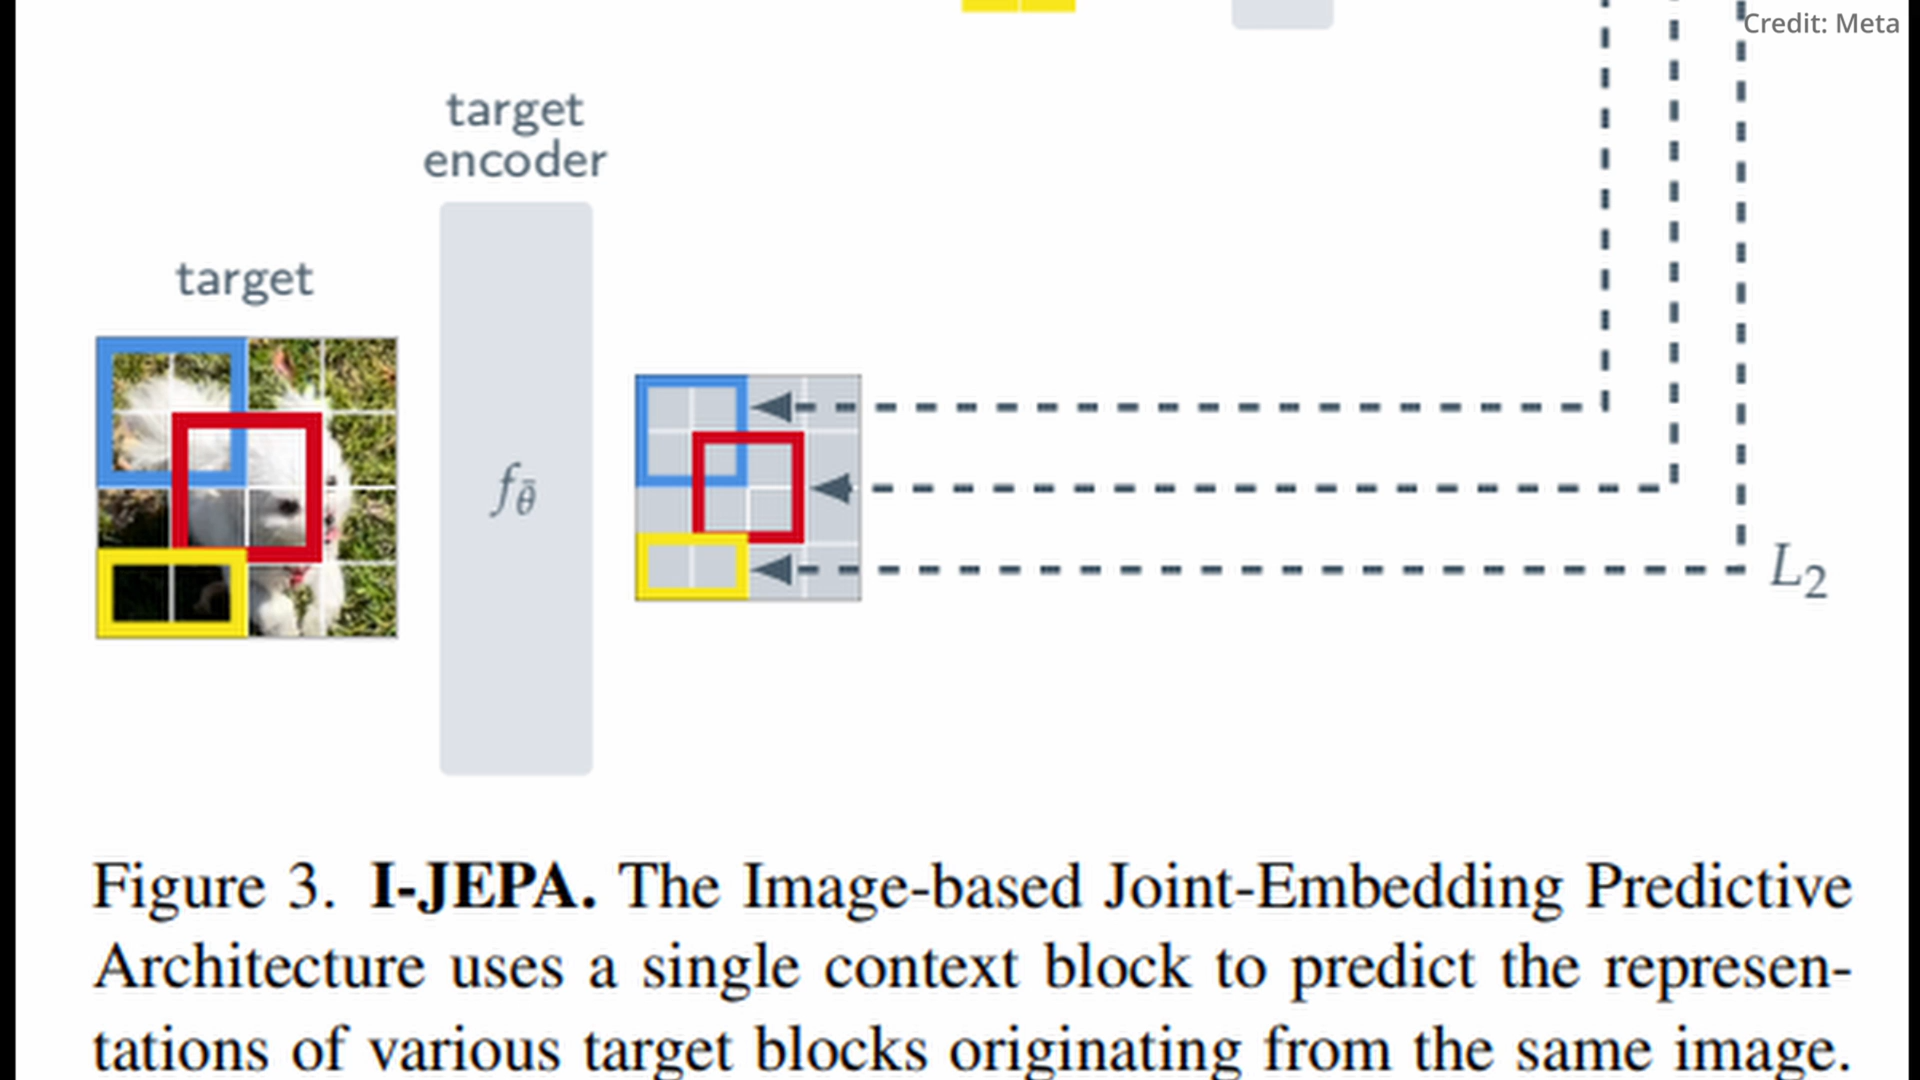 Credit: Meta
target
encoder
target
f_θ̄
L₂
Figure 3. I-JEPA. The Image-based Joint-Embedding Predictive
Architecture uses a single context block to predict the represen-
tations of various target blocks originating from the same image.